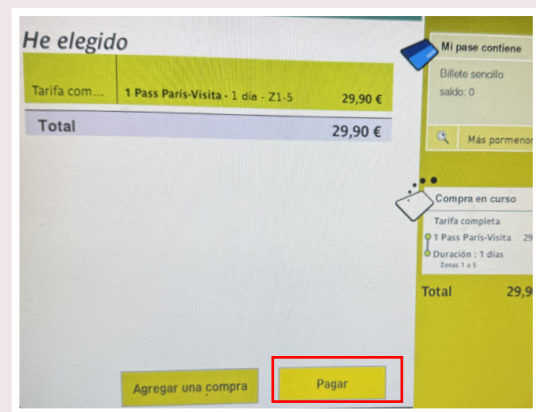 He elegido
Tarifa com... 1 Pass París-Visita - 1 día - Z1-5 29,90 €
Total 29,90 €
Agregar una compra
Pagar
Mi pase contiene
Billete sencillo
saldo: 0
Más pormenor
Compra en curso
Tarifa completa
1 Pass París-Visita 29
Duración : 1 días
Zonas 1 a 5
Total 29,9